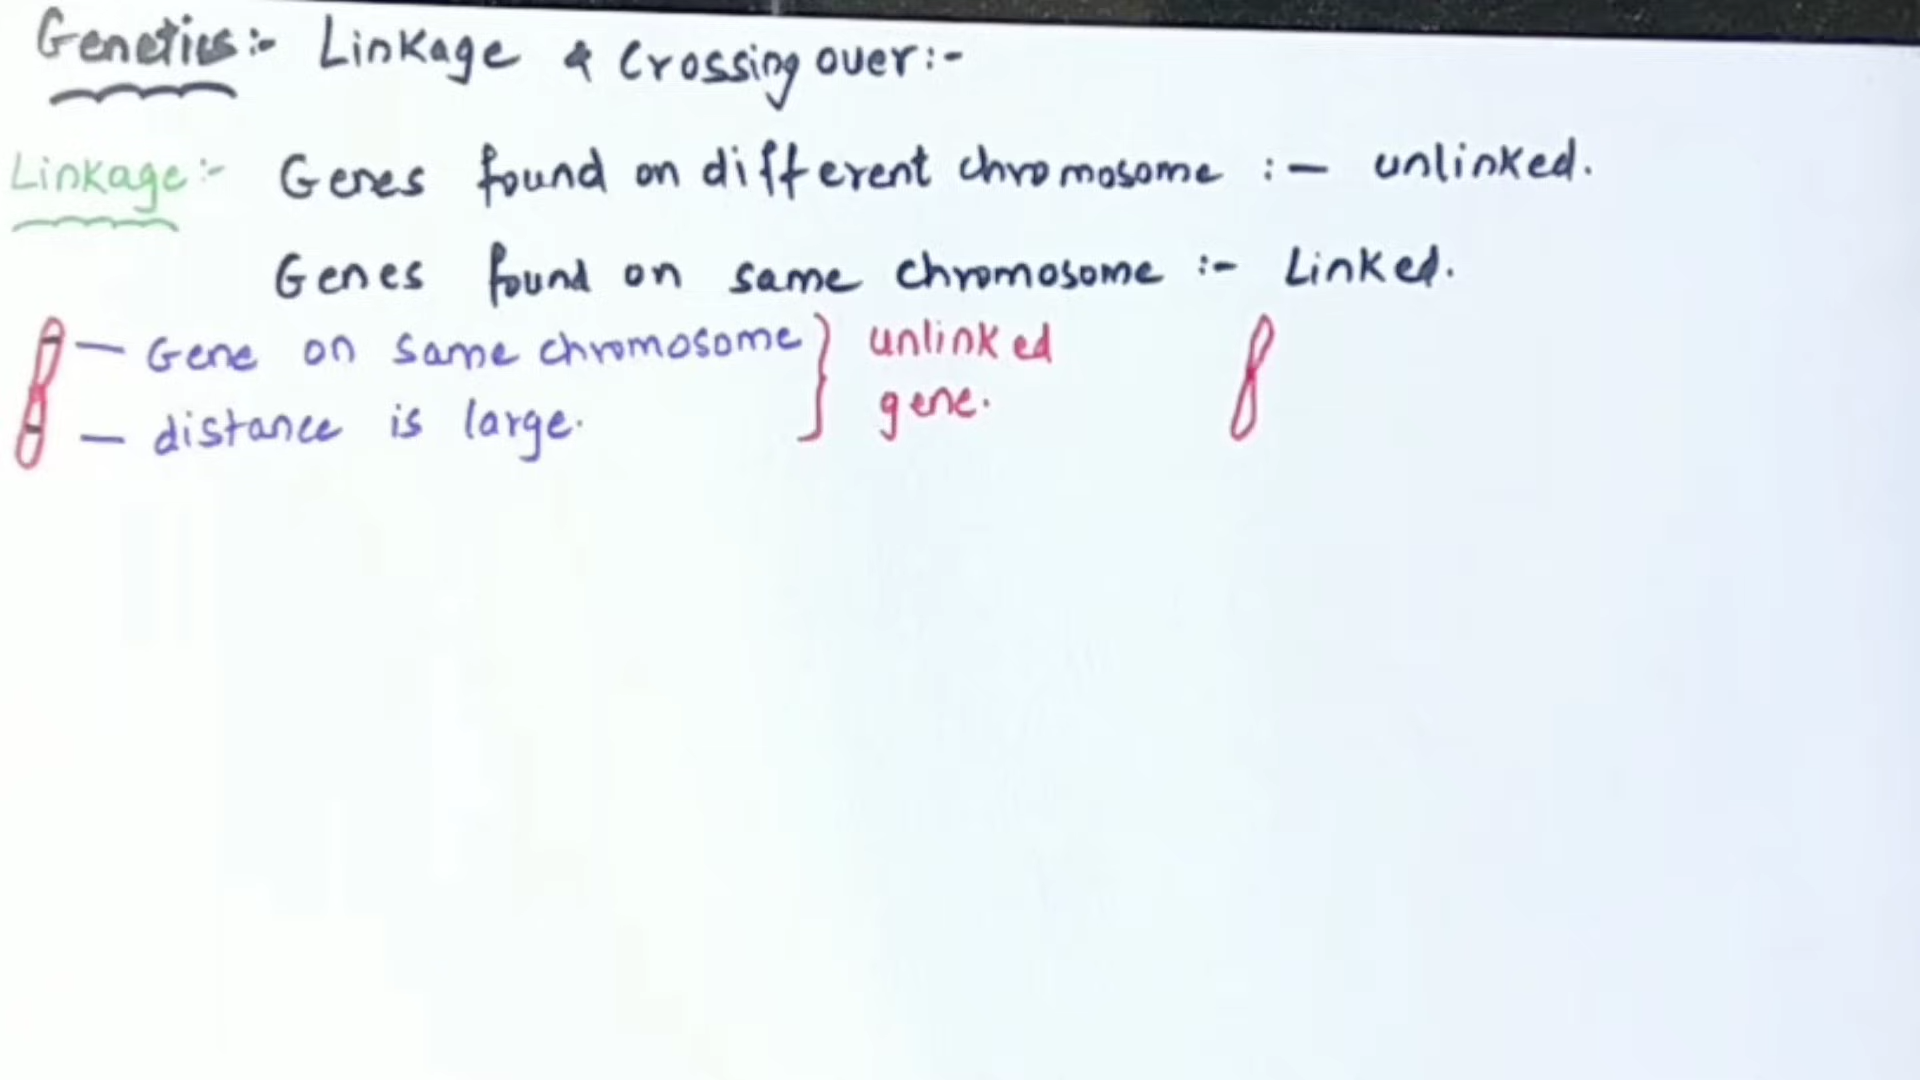 Genetics:- Linkage & Crossing over:-
Linkage:- Genes found on different chromosome :- unlinked.
Genes found on same chromosome :- Linked.
— Gene on same chromosome } unlinked
— distance is large. gene.